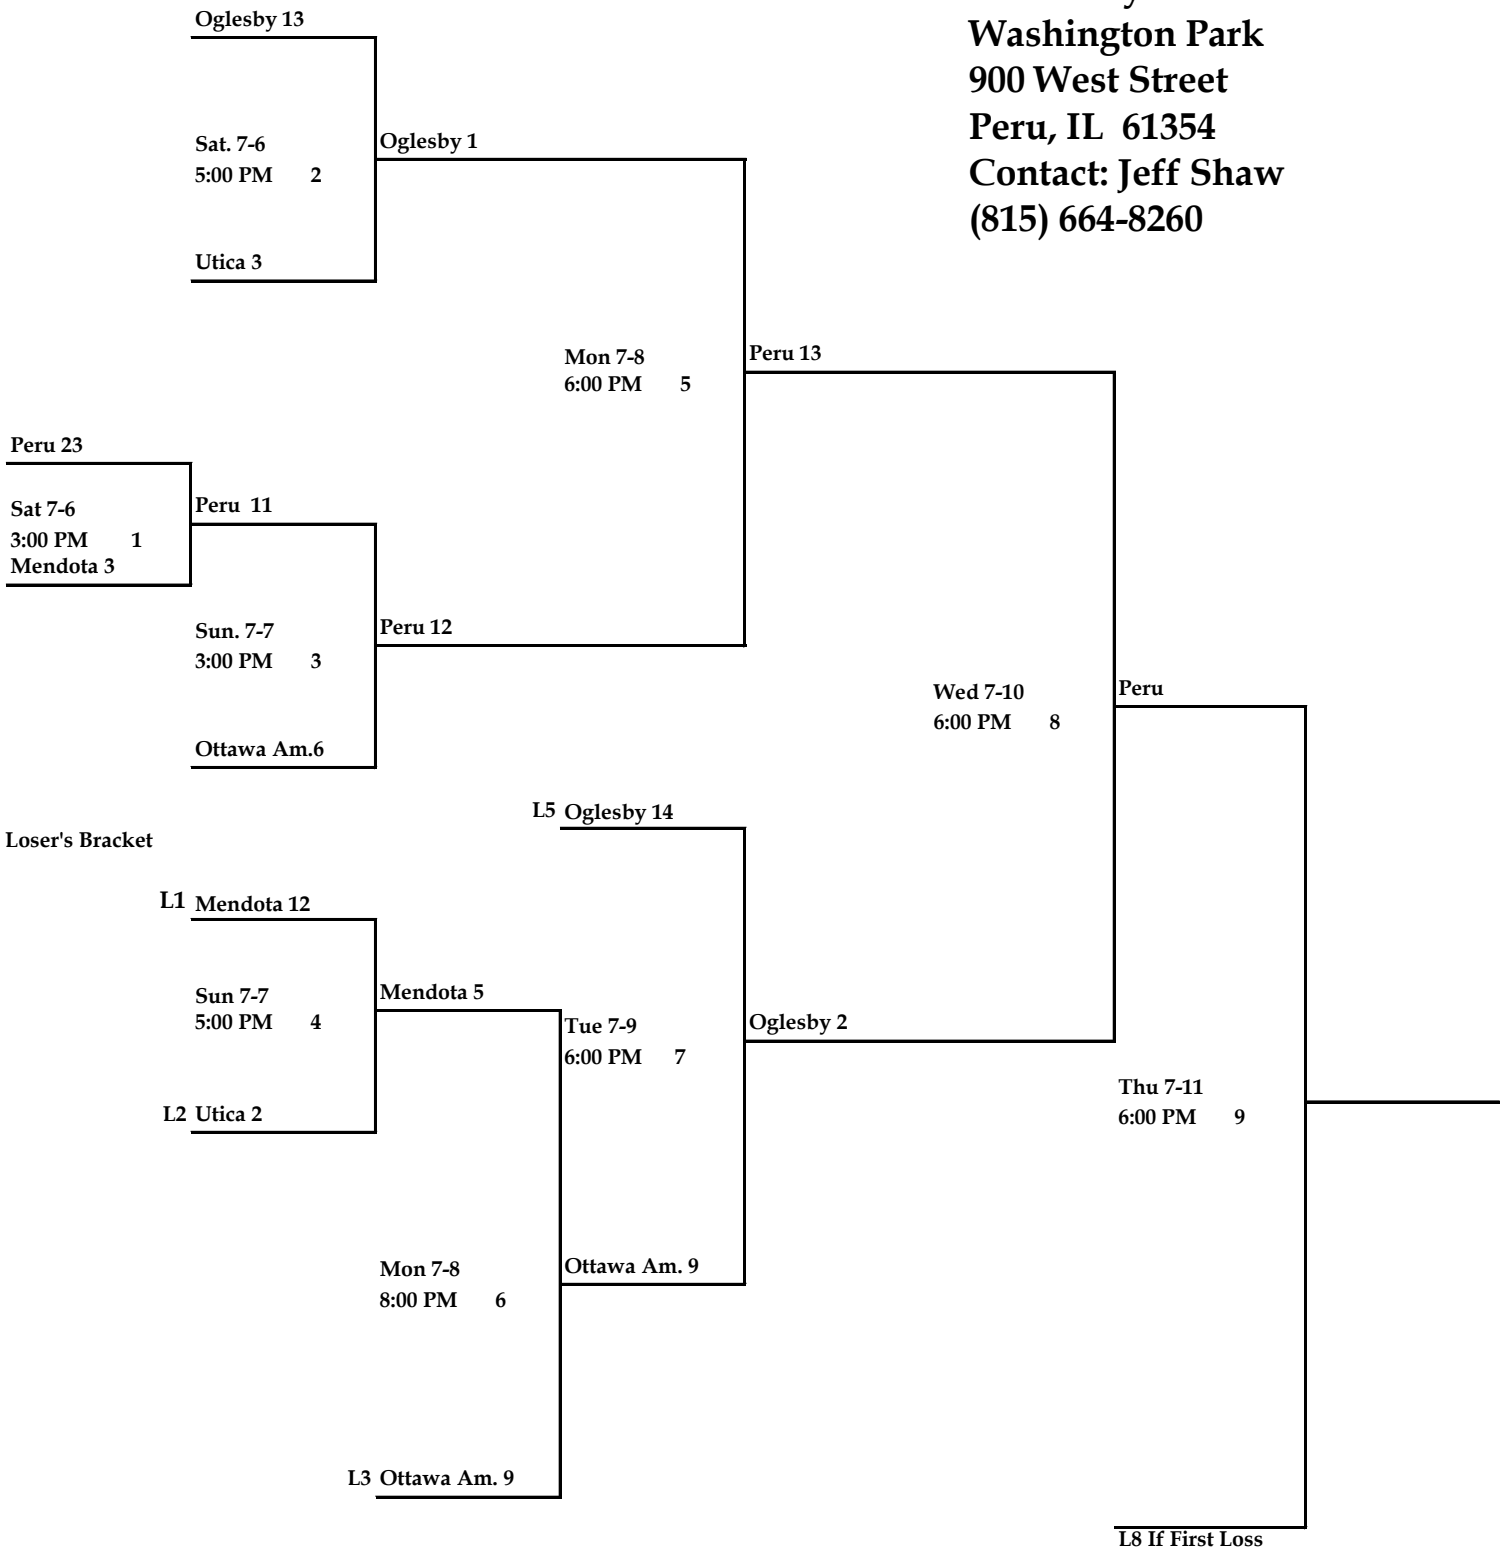 Oglesby 13
Washington Park
900 West Street
Peru, IL 61354
Contact: Jeff Shaw
(815) 664-8260
Sat. 7-6
5:00 PM 2
Oglesby 1
Utica 3
Mon 7-8
6:00 PM 5
Peru 13
Peru 23
Sat 7-6
3:00 PM 1
Mendota 3
Peru 11
Sun. 7-7
3:00 PM 3
Peru 12
Ottawa Am.6
Wed 7-10
6:00 PM 8
Peru
L5 Oglesby 14
Loser's Bracket
L1 Mendota 12
Sun 7-7
5:00 PM 4
Mendota 5
L2 Utica 2
Tue 7-9
6:00 PM 7
Oglesby 2
Thu 7-11
6:00 PM 9
Mon 7-8
8:00 PM 6
Ottawa Am. 9
L3 Ottawa Am. 9
L8 If First Loss